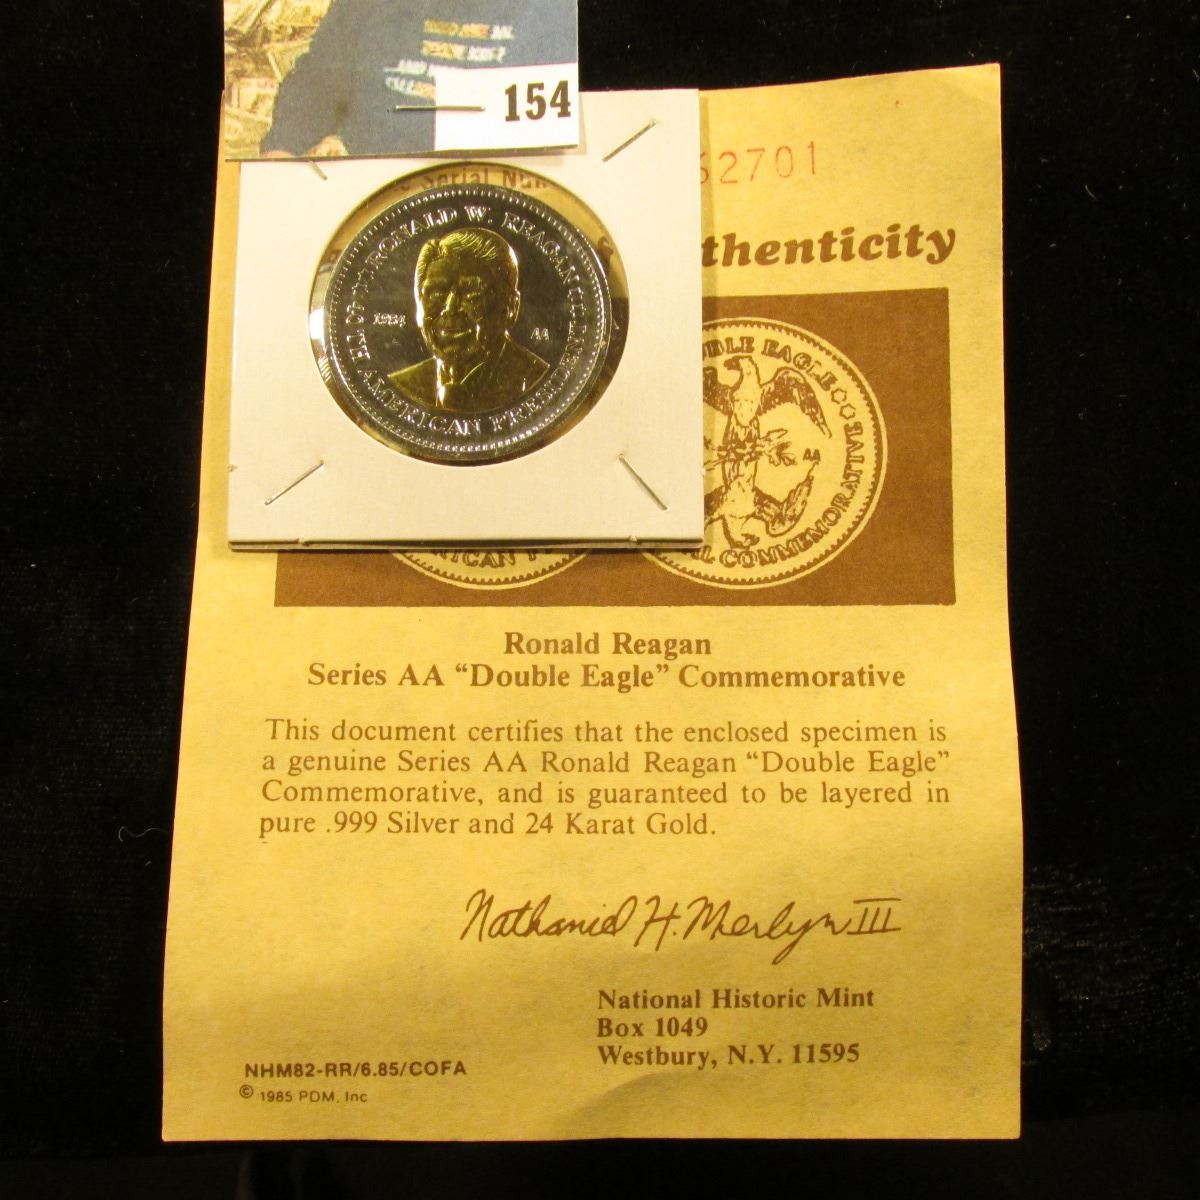 154
62701
Serial Nu
thenticity
RONALD W. REAGAN
1984
AA
40TH AMERICAN PRESIDENT
DOUBLE EAGLE
AA
COMMEMORATIVE
ICAN P
Ronald Reagan
Series AA “Double Eagle” Commemorative
This document certifies that the enclosed specimen is
a genuine Series AA Ronald Reagan “Double Eagle”
Commemorative, and is guaranteed to be layered in
pure .999 Silver and 24 Karat Gold.
Nathaniel H. Merlyn III
National Historic Mint
Box 1049
Westbury, N.Y. 11595
NHM82-RR/6.85/COFA
© 1985 PDM, Inc